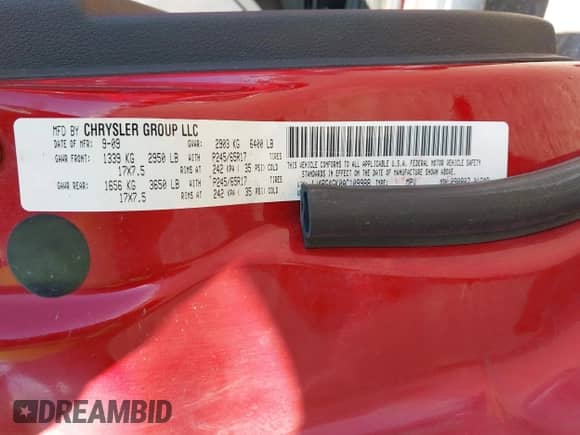 MFD BY CHRYSLER GROUP LLC
DATE OF MFR: 9-09 GVWR: 2903 KG 6400 LB
GAWR FRONT: 1339 KG 2950 LB WITH P245/65R17 TIRES
17X7.5 RIMS AT 242 KPA ( 35 PSI) COLD
GAWR REAR: 1656 KG 3650 LB WITH P245/65R17 TIRES
17X7.5 RIMS AT 242 KPA ( 35 PSI) COLD
THIS VEHICLE CONFORMS TO ALL APPLICABLE U.S.A. FEDERAL MOTOR VEHICLE SAFETY
STANDARDS IN EFFECT ON THE DATE OF MANUFACTURE SHOWN ABOVE.
TYPE: MPV
DREAMBID